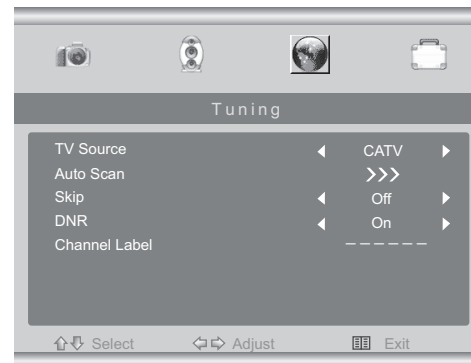 Tuning
TV Source CATV
Auto Scan >>>
Skip Off
DNR On
Channel Label ––––––
Select Adjust Exit